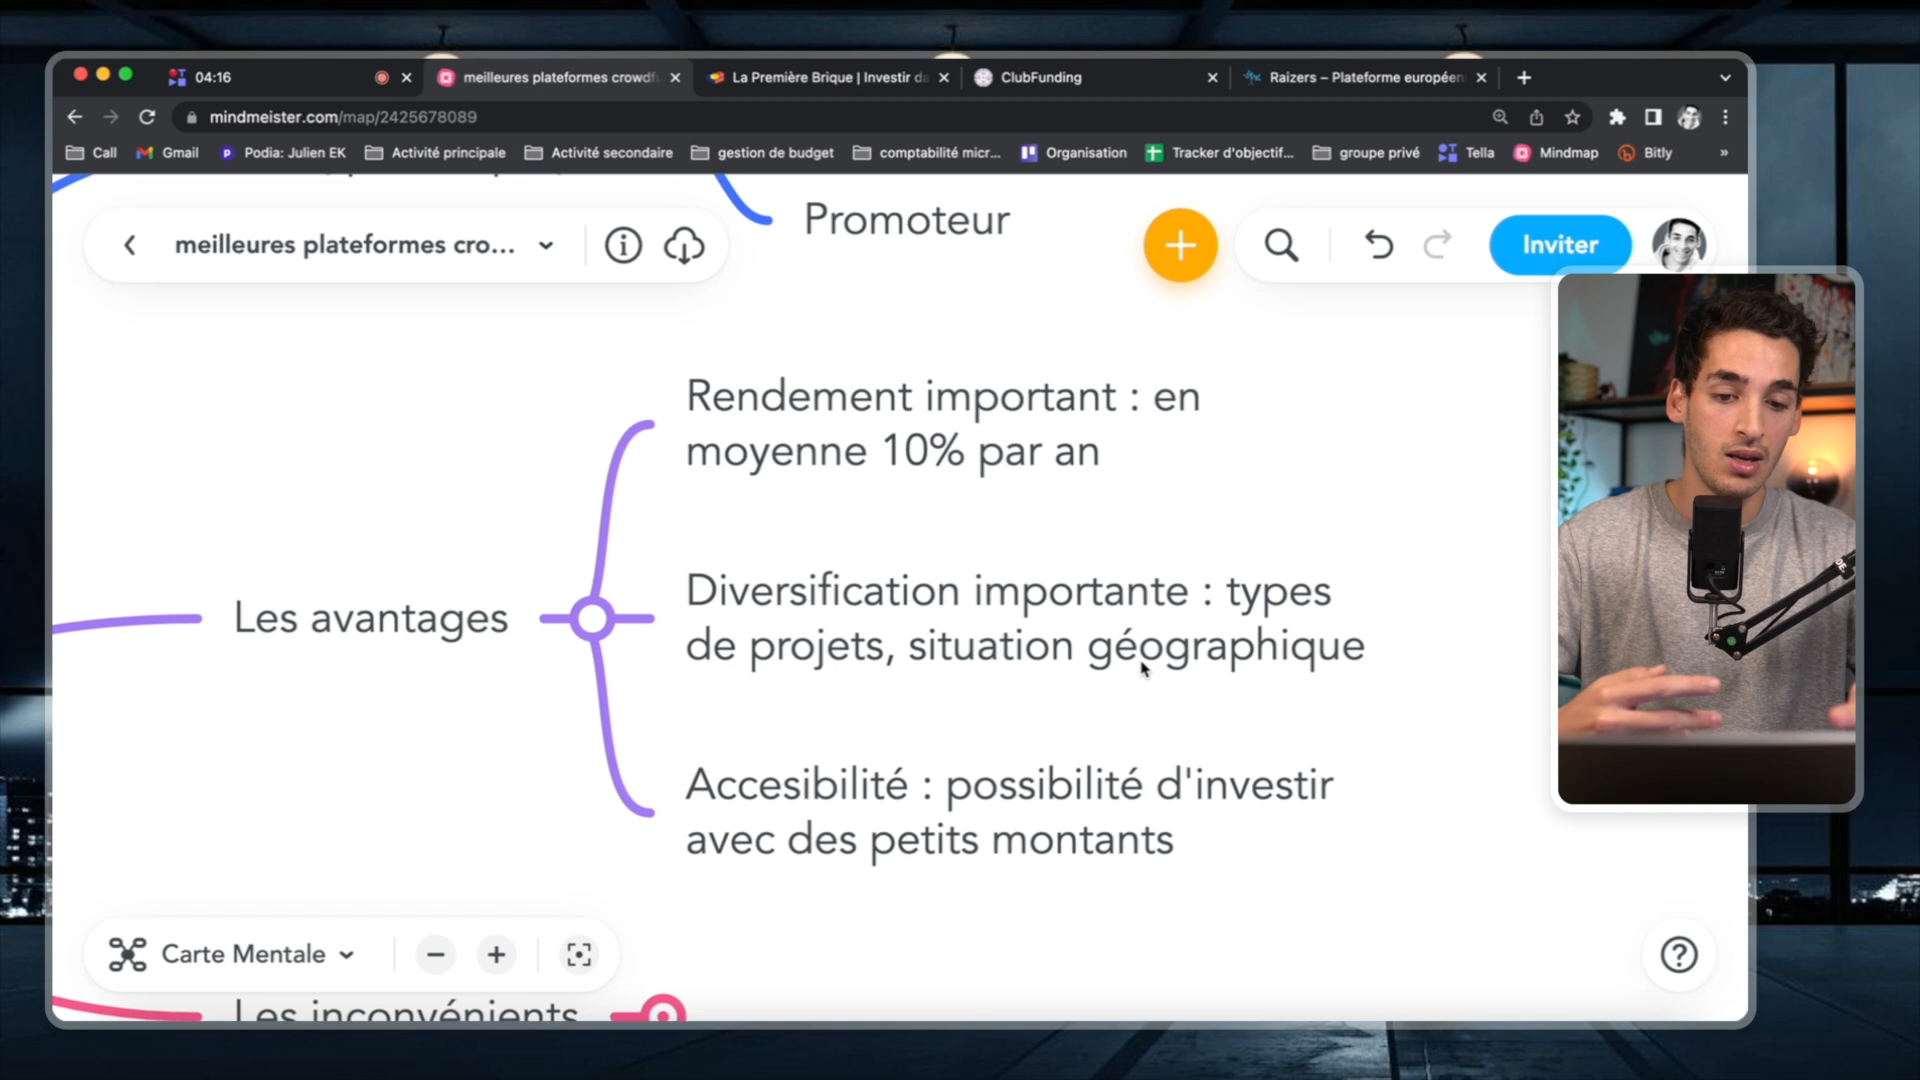 04:16
meilleures plateformes crowdf
La Première Brique | Investir da
ClubFunding
Raizers – Plateforme européen
mindmeister.com/map/2425678089
Call
Gmail
Podia: Julien EK
Activité principale
Activité secondaire
gestion de budget
comptabilité micr...
Organisation
Tracker d'objectif...
groupe privé
Tella
Mindmap
Bitly
»
Promoteur
meilleures plateformes cro...
Inviter
Rendement important : en
moyenne 10% par an
Les avantages
Diversification importante : types
de projets, situation géographique
Accesibilité : possibilité d'investir
avec des petits montants
Carte Mentale
Les inconvénients